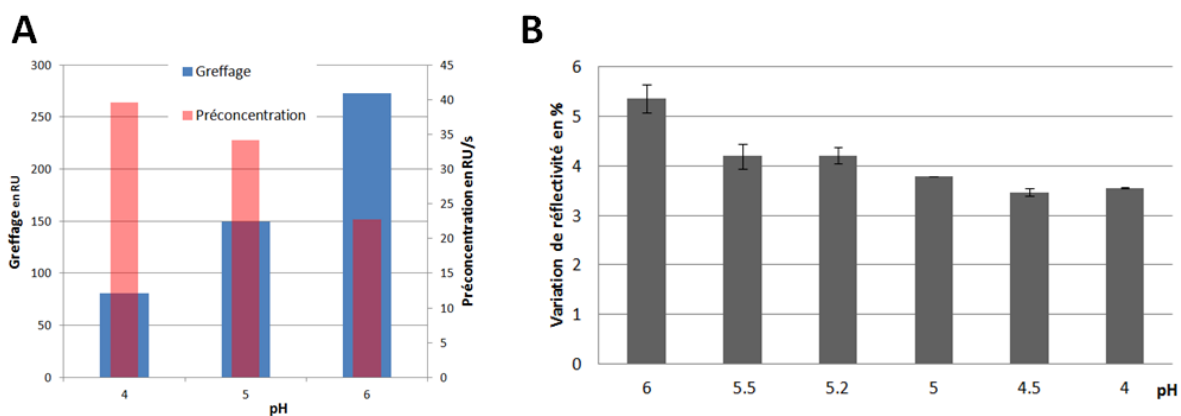 A
Greffage en RU
300
250
200
150
100
50
0
Greffage
Préconcentration
45
40
35
30
25
20
15
10
5
0
Préconcentration en RU/s
4 5 6
pH
B
Variation de réflectivité en %
6
5
4
3
2
1
0
6 5.5 5.2 5 4.5 4 pH